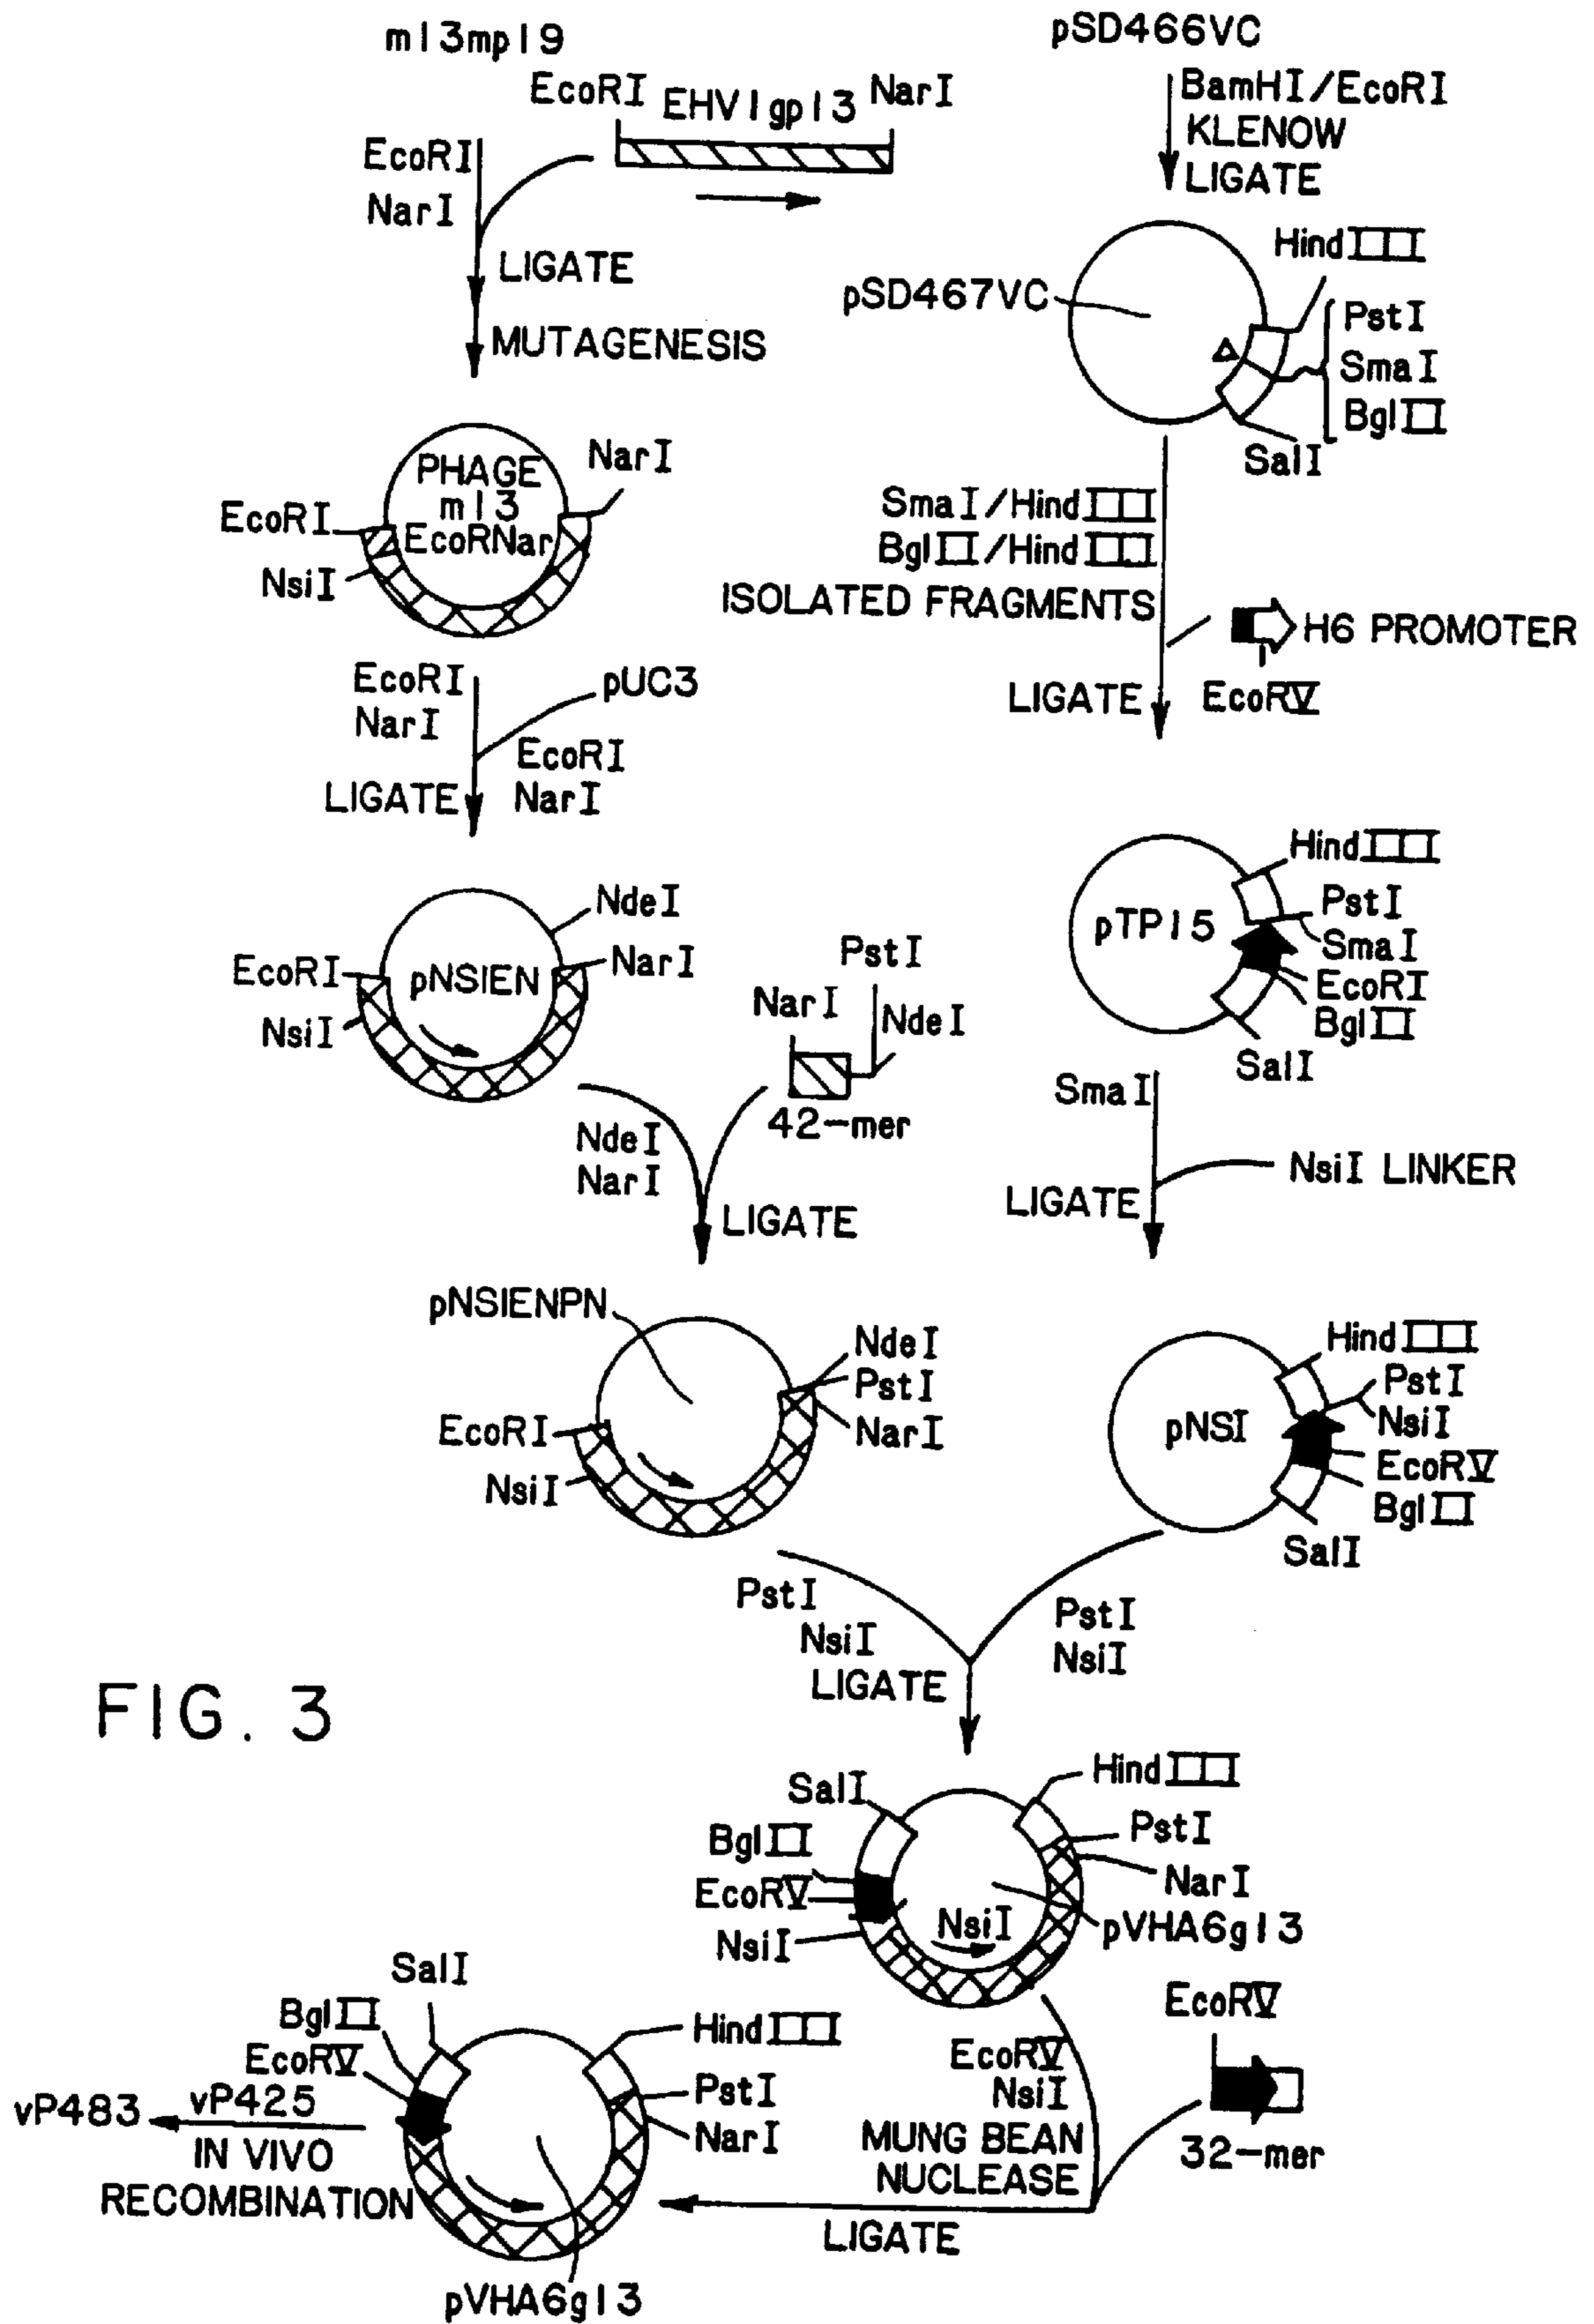 m13mp19
EcoRI EHV1gp13 NarI
EcoRI
NarI
LIGATE
MUTAGENESIS
PHAGE
m13
EcoRNar
NarI
EcoRI
NsiI
EcoRI
NarI
pUC3
EcoRI
NarI
LIGATE
pNSIEN
NdeI
NarI
EcoRI
NsiI
NarI
PstI
NdeI
42-mer
NdeI
NarI
LIGATE
pNSIENPN
NdeI
PstI
NarI
EcoRI
NsiI
PstI
NsiI
LIGATE
pSD466VC
BamHI/EcoRI
KLENOW
LIGATE
pSD467VC
HindIII
PstI
SmaI
BglII
SalI
SmaI/HindIII
BglII/HindIII
ISOLATED FRAGMENTS
H6 PROMOTER
EcoRV
LIGATE
pTP15
HindIII
PstI
SmaI
EcoRI
BglII
SalI
SmaI
NsiI LINKER
LIGATE
pNSI
HindIII
PstI
NsiI
EcoRV
BglII
SalI
PstI
NsiI
FIG. 3
SalI
BglII
EcoRV
NsiI
NsiI
HindIII
PstI
NarI
pVHA6g13
EcoRV
NsiI
MUNG BEAN
NUCLEASE
EcoRV
32-mer
LIGATE
SalI
BglII
EcoRV
HindIII
PstI
NarI
pVHA6g13
vP483
vP425
IN VIVO
RECOMBINATION